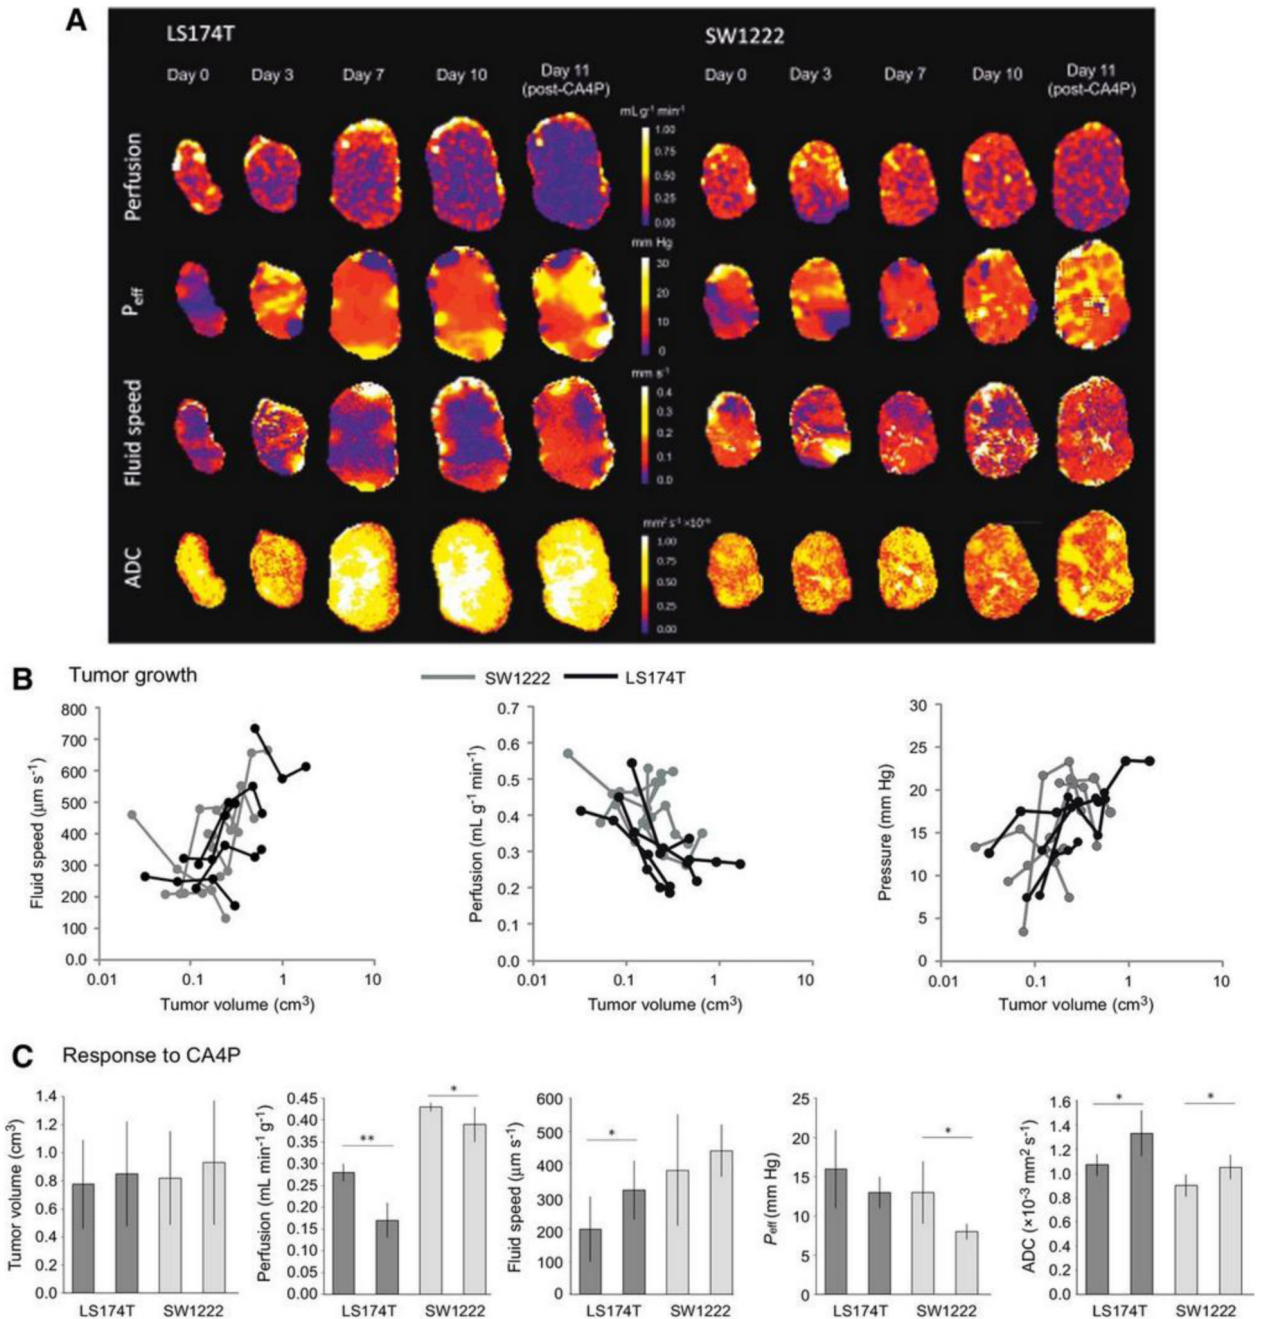 A
LS174T
SW1222
Day 0 Day 3 Day 7 Day 10 Day 11 (post-CA4P)
Day 0 Day 3 Day 7 Day 10 Day 11 (post-CA4P)
Perfusion
mL g-1 min-1
1.00
0.75
0.50
0.25
0.00
Peff
mm Hg
30
20
10
0
Fluid speed
mm s-1
0.4
0.3
0.2
0.1
0.0
ADC
1.00
0.75
0.50
0.25
0.00
B Tumor growth
SW1222 LS174T
Fluid speed (μm s-1)
800
700
600
500
400
300
200
100
0.0
0.01 0.1 1 10
Tumor volume (cm3)
Perfusion (mL g-1 min-1)
0.7
0.6
0.5
0.4
0.3
0.2
0.1
0.0
0.01 0.1 1 10
Tumor volume (cm3)
Pressure (mm Hg)
30
25
20
15
10
5
0
0.01 0.1 1 10
Tumor volume (cm3)
C Response to CA4P
Tumor volume (cm3)
1.4
1.2
1.0
0.8
0.6
0.4
0.2
0.0
LS174T SW1222
Perfusion (mL min-1 g-1)
0.45
0.40
0.35
0.30
0.25
0.20
0.15
0.10
0.05
0.00
**
*
LS174T SW1222
Fluid speed (μm s-1)
600
500
400
300
200
100
0
*
LS174T SW1222
Peff (mm Hg)
25
20
15
10
5
0
*
LS174T SW1222
ADC (×10-3 mm2 s-1)
1.6
1.4
1.2
1.0
0.8
0.6
0.4
0.2
0.0
*
*
LS174T SW1222